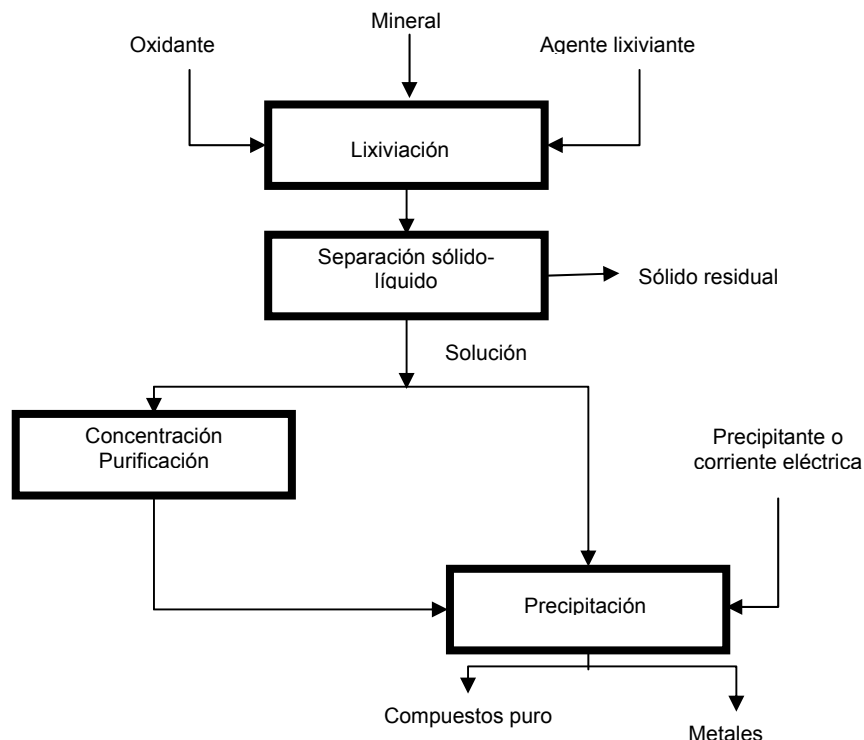 Mineral
Oxidante
Agente lixiviante
Lixiviación
Separación sólido-
líquido
Sólido residual
Solución
Concentración
Purificación
Precipitante o
corriente eléctrica
Precipitación
Compuestos puro
Metales